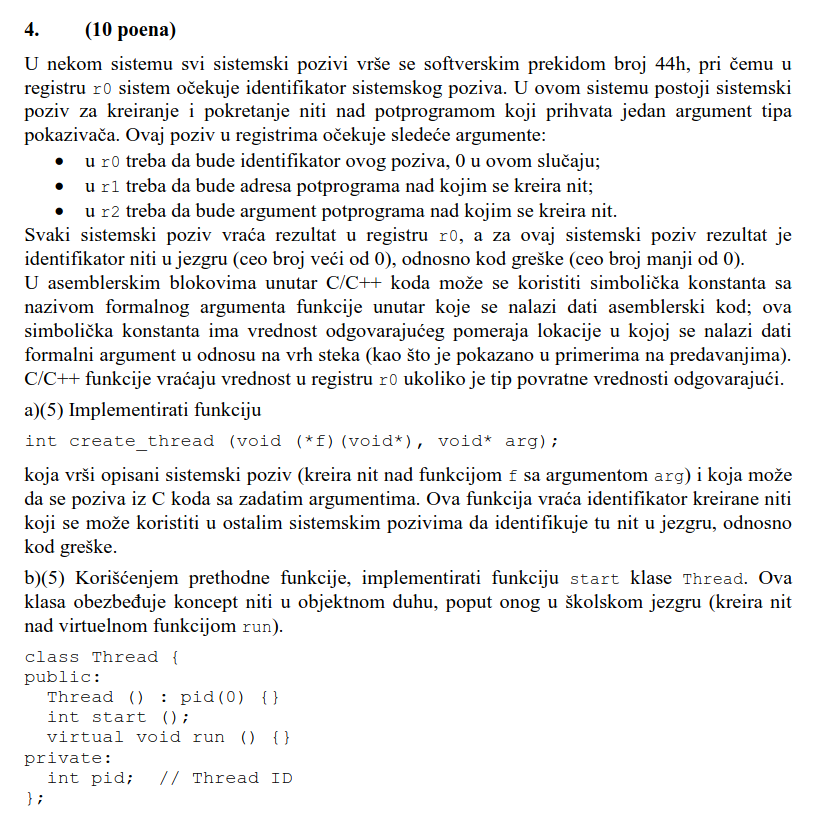 4. (10 poena)
U nekom sistemu svi sistemski pozivi vrše se softverskim prekidom broj 44h, pri čemu u
registru r0 sistem očekuje identifikator sistemskog poziva. U ovom sistemu postoji sistemski
poziv za kreiranje i pokretanje niti nad potprogramom koji prihvata jedan argument tipa
pokazivača. Ovaj poziv u registrima očekuje sledeće argumente:
• u r0 treba da bude identifikator ovog poziva, 0 u ovom slučaju;
• u r1 treba da bude adresa potprograma nad kojim se kreira nit;
• u r2 treba da bude argument potprograma nad kojim se kreira nit.
Svaki sistemski poziv vraća rezultat u registru r0, a za ovaj sistemski poziv rezultat je
identifikator niti u jezgru (ceo broj veći od 0), odnosno kod greške (ceo broj manji od 0).
U asemblerskim blokovima unutar C/C++ koda može se koristiti simbolička konstanta sa
nazivom formalnog argumenta funkcije unutar koje se nalazi dati asemblerski kod; ova
simbolička konstanta ima vrednost odgovarajućeg pomeraja lokacije u kojoj se nalazi dati
formalni argument u odnosu na vrh steka (kao što je pokazano u primerima na predavanjima).
C/C++ funkcije vraćaju vrednost u registru r0 ukoliko je tip povratne vrednosti odgovarajući.
a)(5) Implementirati funkciju
int create_thread (void (*f)(void*), void* arg);
koja vrši opisani sistemski poziv (kreira nit nad funkcijom f sa argumentom arg) i koja može
da se poziva iz C koda sa zadatim argumentima. Ova funkcija vraća identifikator kreirane niti
koji se može koristiti u ostalim sistemskim pozivima da identifikuje tu nit u jezgru, odnosno
kod greške.
b)(5) Korišćenjem prethodne funkcije, implementirati funkciju start klase Thread. Ova
klasa obezbeđuje koncept niti u objektnom duhu, poput onog u školskom jezgru (kreira nit
nad virtuelnom funkcijom run).
class Thread {
public:
  Thread () : pid(0) {}
  int start ();
  virtual void run () {}
private:
  int pid;  // Thread ID
};